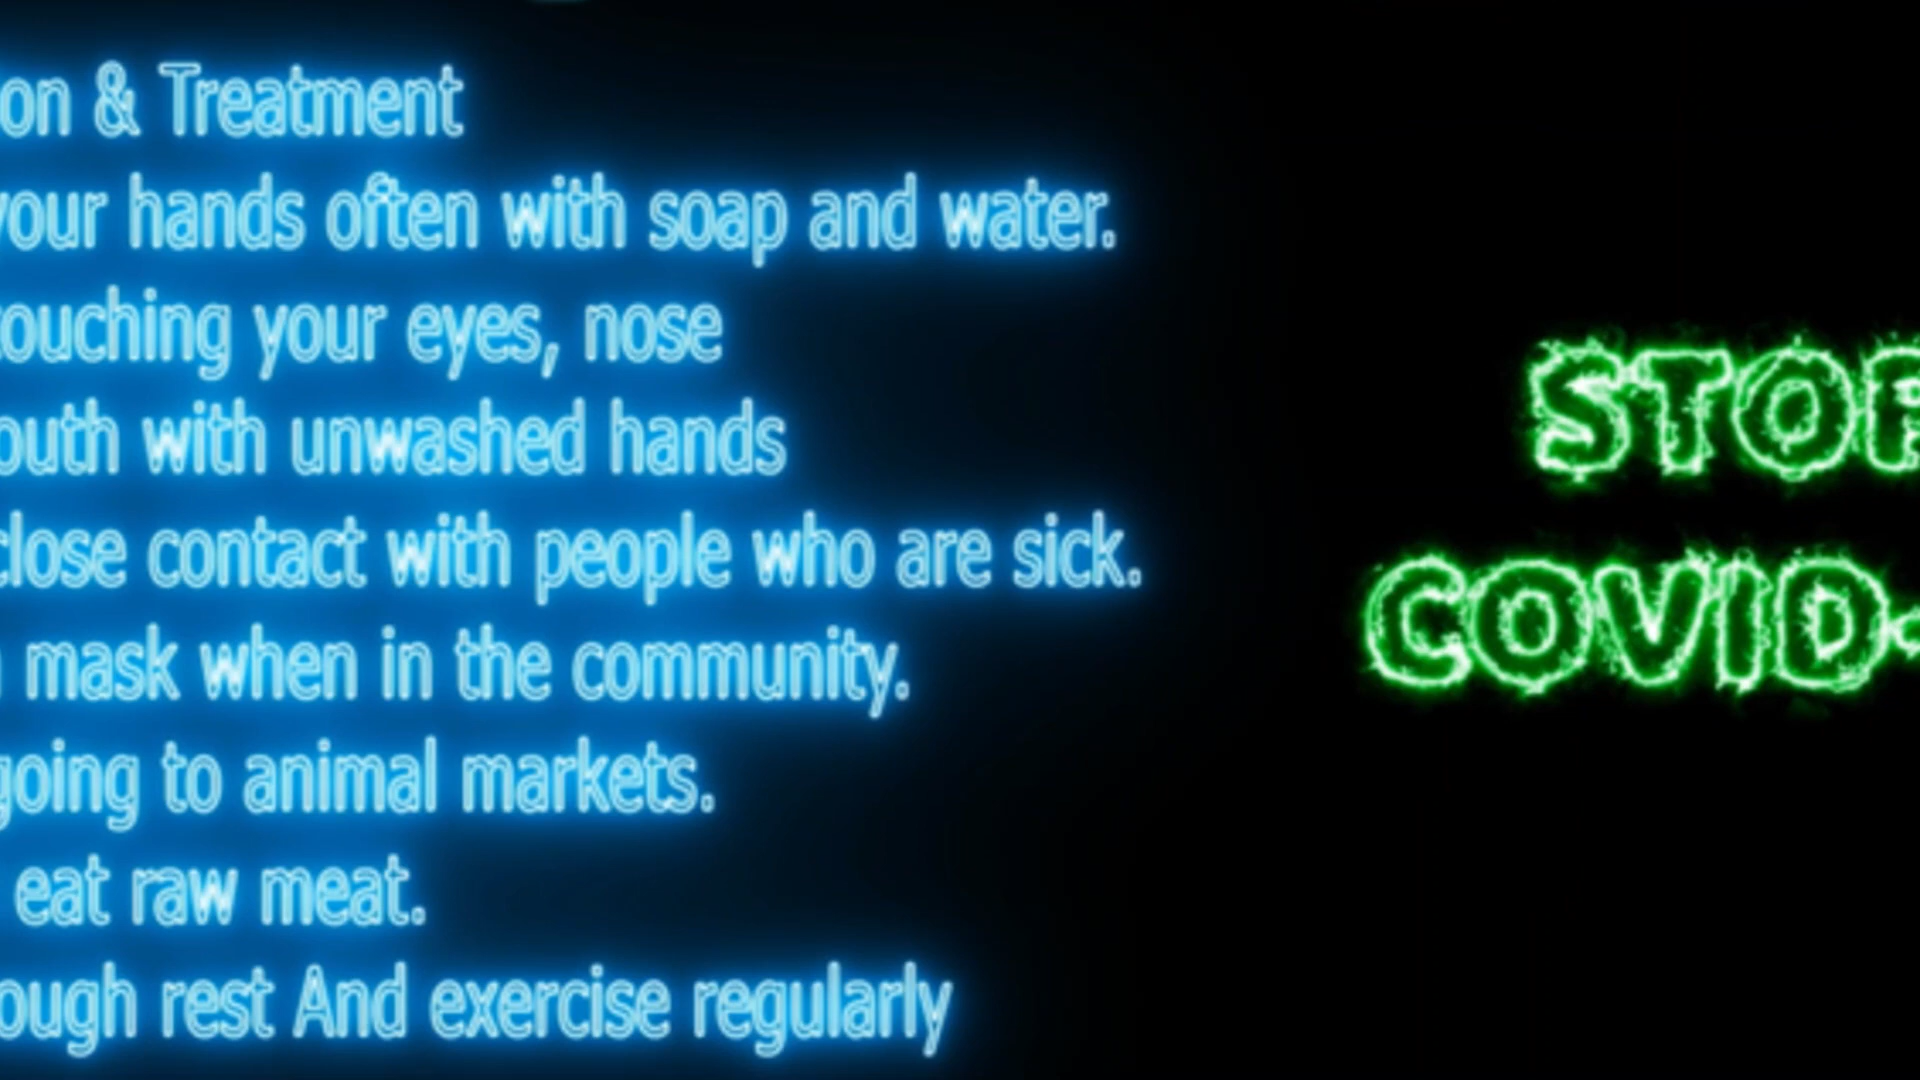 on & Treatment
your hands often with soap and water.
touching your eyes, nose
outh with unwashed hands
close contact with people who are sick.
mask when in the community.
going to animal markets.
eat raw meat.
ough rest And exercise regularly
STOP
COVID-